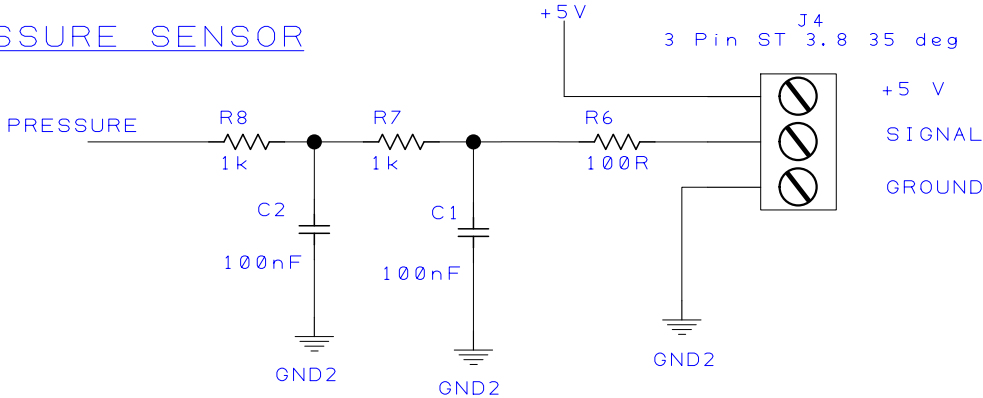 SSURE SENSOR
+5V
J4
3 Pin ST 3.8 35 deg
+5 V
PRESSURE
R8
R7
R6
SIGNAL
1k
1k
100R
GROUND
C2
C1
100nF
100nF
GND2
GND2
GND2